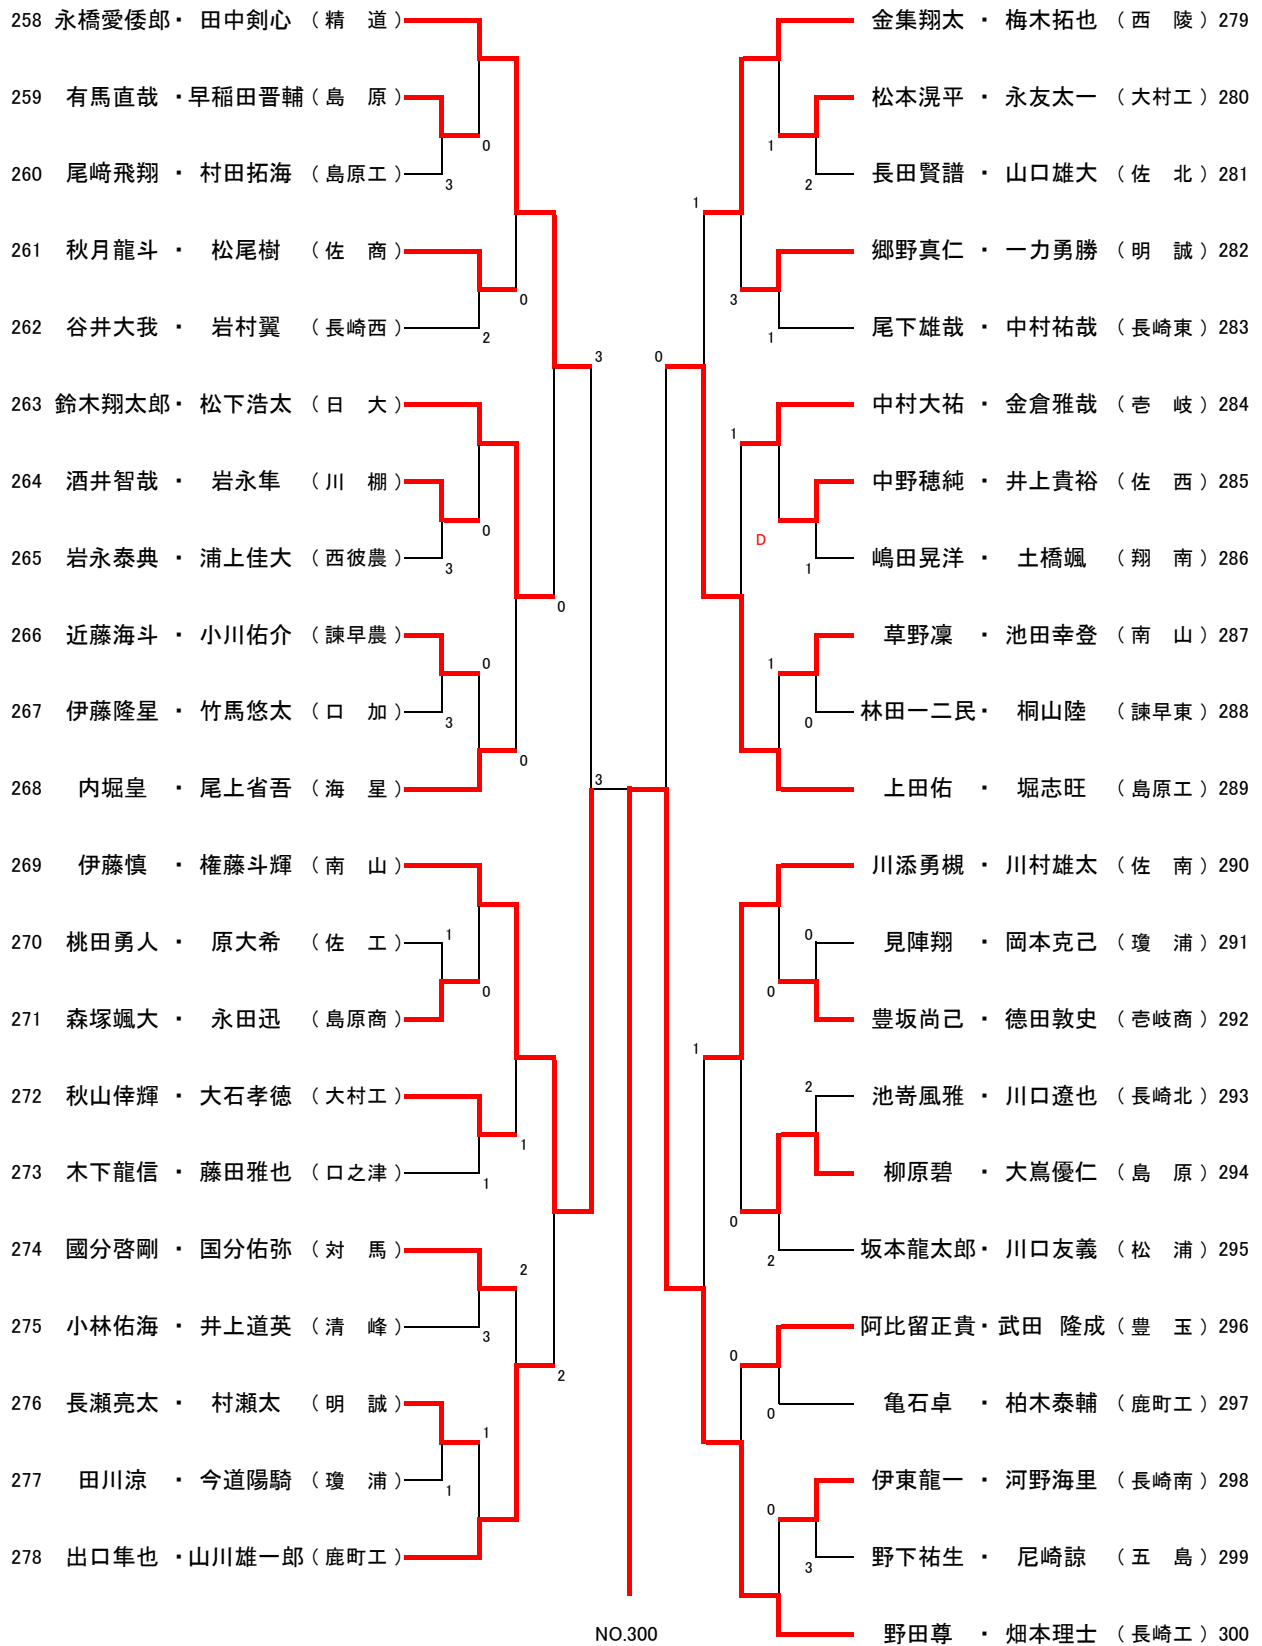 258 永橋愛倭郎・ 田中剣心 （ 精　道 ）
259 有馬直哉 ・早稲田晋輔（ 島　原 ）
0
260 尾﨑飛翔 ・ 村田拓海 （ 島原工 ）
3
261 秋月龍斗 ・ 松尾樹 （ 佐　商 ）
0
262 谷井大我 ・ 岩村翼 （ 長崎西 ）
2
3
263 鈴木翔太郎・ 松下浩太 （ 日　大 ）
264 酒井智哉 ・ 岩永隼 （ 川　棚 ）
0
265 岩永泰典 ・ 浦上佳大 （ 西彼農 ）
3
0
266 近藤海斗 ・ 小川佑介 （ 諫早農 ）
0
267 伊藤隆星 ・ 竹馬悠太 （ 口　加 ）
3
0
268 内堀皇 ・ 尾上省吾 （ 海　星 ）
3
269 伊藤慎 ・ 権藤斗輝 （ 南　山 ）
270 桃田勇人 ・ 原大希 （ 佐　工 ）
1
0
271 森塚颯大 ・ 永田迅 （ 島原商 ）
272 秋山倖輝 ・ 大石孝徳 （ 大村工 ）
1
273 木下龍信 ・ 藤田雅也 （ 口之津 ）
1
274 國分啓剛 ・ 国分佑弥 （ 対　馬 ）
2
275 小林佑海 ・ 井上道英 （ 清　峰 ）
3
2
276 長瀬亮太 ・ 村瀬太 （ 明　誠 ）
1
277 田川涼 ・ 今道陽騎 （ 瓊　浦 ）
1
278 出口隼也 ・山川雄一郎（ 鹿町工 ）
金集翔太 ・ 梅木拓也 （ 西　陵 ）279
松本滉平 ・ 永友太一 （ 大村工 ）280
1
長田賢譜 ・ 山口雄大 （ 佐　北 ）281
2
1
郷野真仁 ・ 一力勇勝 （ 明　誠 ）282
3
尾下雄哉 ・ 中村祐哉 （ 長崎東 ）283
1
0
中村大祐 ・ 金倉雅哉 （ 壱　岐 ）284
1
中野穂純 ・ 井上貴裕 （ 佐　西 ）285
D
嶋田晃洋 ・ 土橋颯 （ 翔　南 ）286
1
草野凜 ・ 池田幸登 （ 南　山 ）287
1
林田一二民・ 桐山陸 （ 諫早東 ）288
0
上田佑 ・ 堀志旺 （ 島原工 ）289
川添勇槻 ・ 川村雄太 （ 佐　南 ）290
見陣翔 ・ 岡本克己 （ 瓊　浦 ）291
0
0
豊坂尚己 ・ 德田敦史 （ 壱岐商 ）292
1
池嵜風雅 ・ 川口遼也 （ 長崎北 ）293
2
柳原碧 ・ 大嶌優仁 （ 島　原 ）294
0
坂本龍太郎・ 川口友義 （ 松　浦 ）295
2
阿比留正貴・ 武田　隆成（ 豊　玉 ）296
0
亀石卓 ・ 柏木泰輔 （ 鹿町工 ）297
0
伊東龍一 ・ 河野海里 （ 長崎南 ）298
0
野下祐生 ・ 尼崎諒 （ 五　島 ）299
3
野田尊 ・ 畑本理士 （ 長崎工 ）300
NO.300